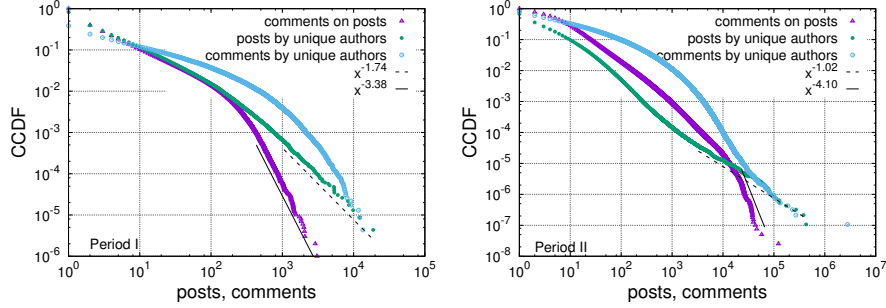 10^0
10^-1
10^-2
10^-3
10^-4
10^-5
10^-6
CCDF
comments on posts
posts by unique authors
comments by unique authors
x^-1.74
x^-3.38
Period I
10^0 10^1 10^2 10^3 10^4 10^5
posts, comments
10^0
10^-1
10^-2
10^-3
10^-4
10^-5
10^-6
10^-7
10^-8
CCDF
comments on posts
posts by unique authors
comments by unique authors
x^-1.02
x^-4.10
Period II
10^0 10^1 10^2 10^3 10^4 10^5 10^6 10^7
posts, comments